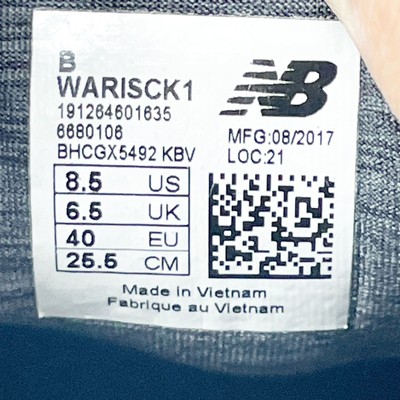 B
WARISCK1
191264601635
6680106
BHCGX5492 KBV
NB
MFG:08/2017
LOC:21
8.5 US
6.5 UK
40 EU
25.5 CM
Made in Vietnam
Fabrique au Vietnam